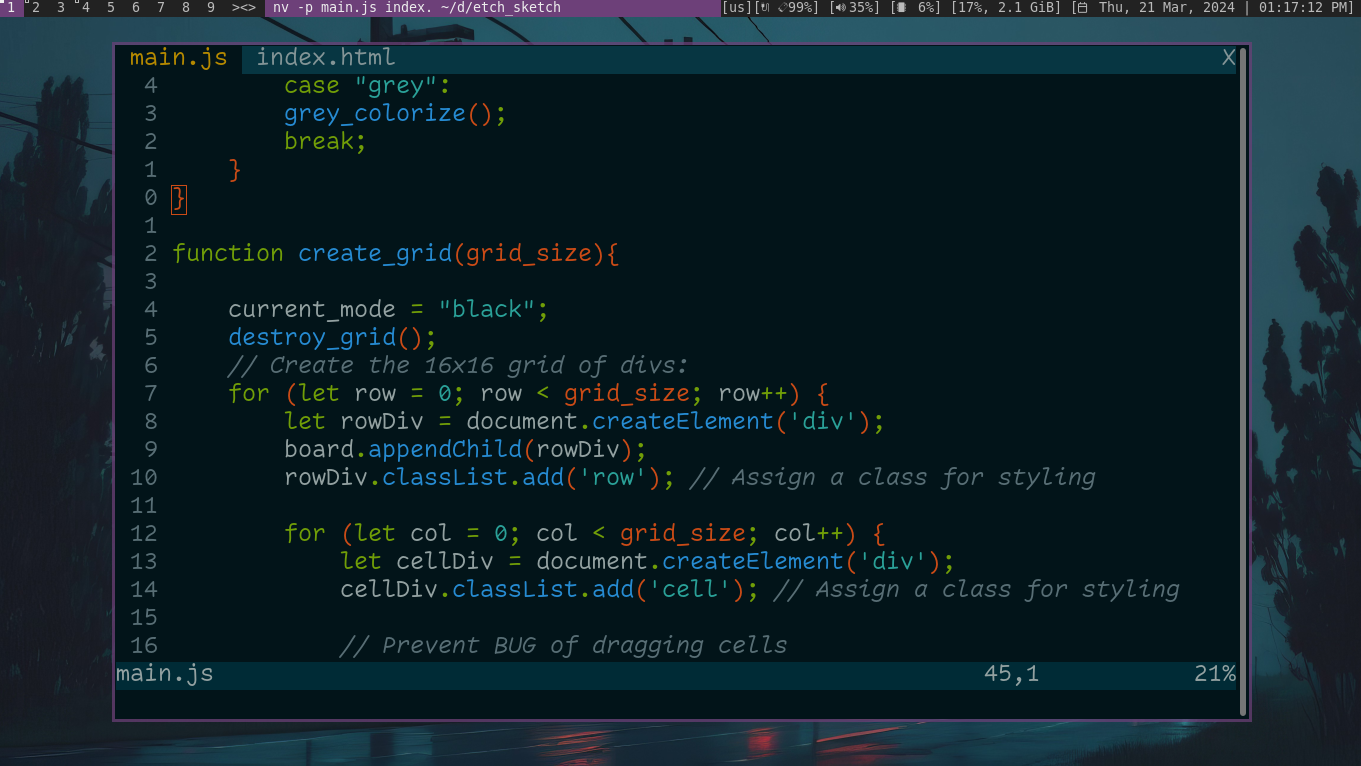 1 2 3 4 5 6 7 8 9 ><> nv -p main.js index. ~/d/etch_sketch [us][ 99%] [ 35%] [ 6%] [17%, 2.1 GiB] [ Thu, 21 Mar, 2024 | 01:17:12 PM]
main.js index.html X
4 case "grey":
3 grey_colorize();
2 break;
1 }
0 }
1
2 function create_grid(grid_size){
3
4 current_mode = "black";
5 destroy_grid();
6 // Create the 16x16 grid of divs:
7 for (let row = 0; row < grid_size; row++) {
8 let rowDiv = document.createElement('div');
9 board.appendChild(rowDiv);
10 rowDiv.classList.add('row'); // Assign a class for styling
11
12 for (let col = 0; col < grid_size; col++) {
13 let cellDiv = document.createElement('div');
14 cellDiv.classList.add('cell'); // Assign a class for styling
15
16 // Prevent BUG of dragging cells
main.js 45,1 21%